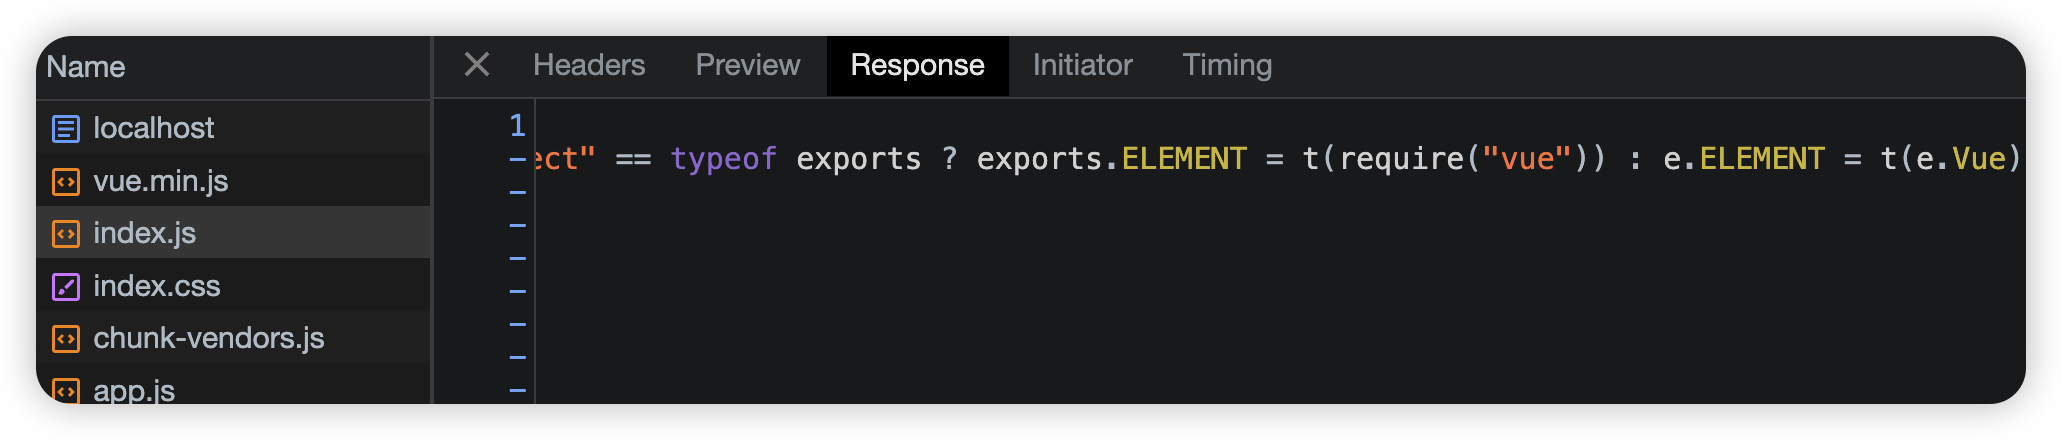 Name
localhost
vue.min.js
index.js
index.css
chunk-vendors.js
app.js
Headers Preview Response Initiator Timing
1
- ect" == typeof exports ? exports.ELEMENT = t(require("vue")) : e.ELEMENT = t(e.Vue)
-
-
-
-
-
-
-